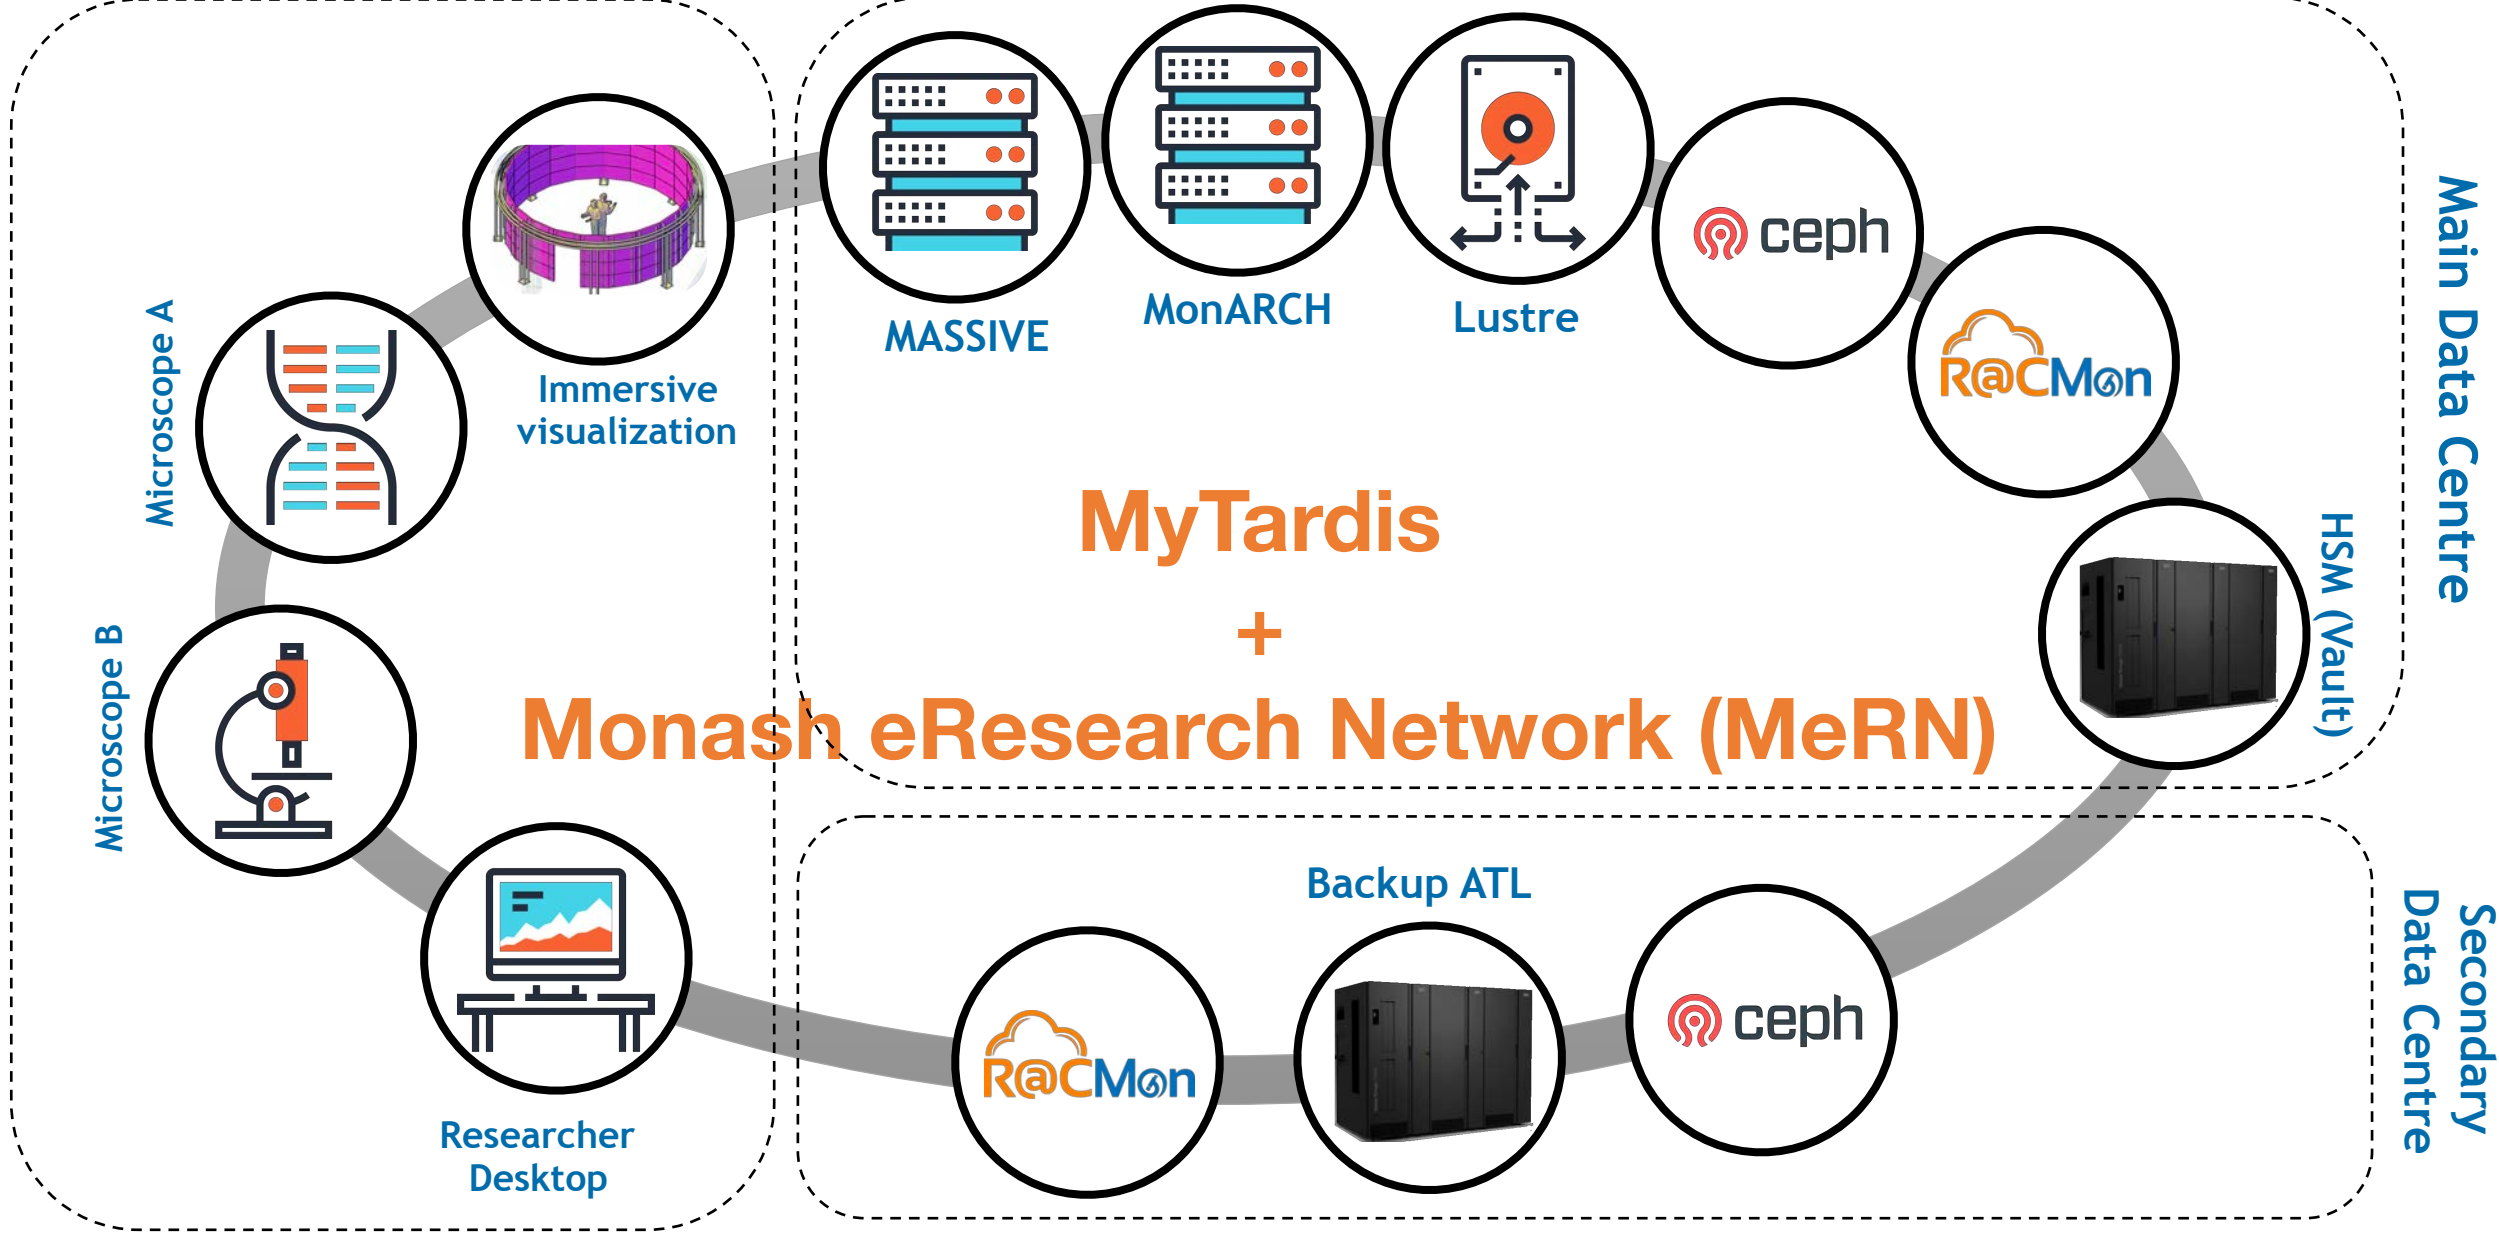 MASSIVE
MonARCH
Lustre
ceph
R@CMon
HSM (Vault)
Main Data Centre
Immersive
visualization
Microscope A
Microscope B
Researcher
Desktop
MyTardis
+
Monash eResearch Network (MeRN)
R@CMon
Backup ATL
ceph
Secondary
Data Centre